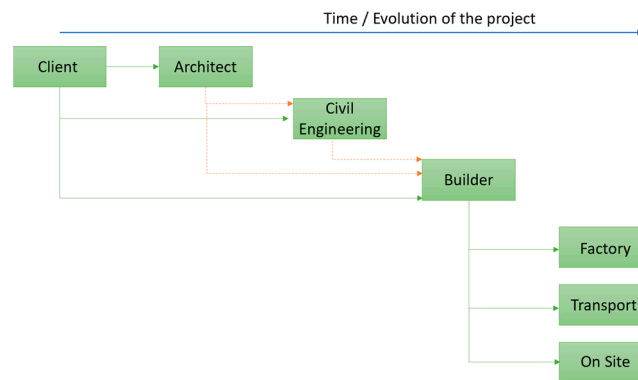 Time / Evolution of the project
Client
Architect
Civil
Engineering
Builder
Factory
Transport
On Site